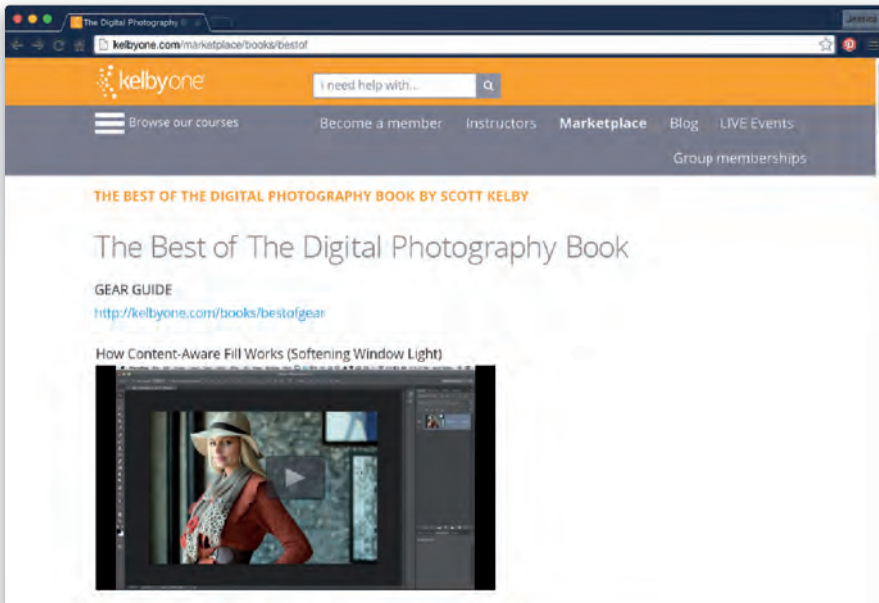 The Digital Photography B
Jessica
kelbyone.com/marketplace/books/bestof
kelbyone
I need help with...
Browse our courses
Become a member Instructors Marketplace Blog LIVE Events
Group memberships
THE BEST OF THE DIGITAL PHOTOGRAPHY BOOK BY SCOTT KELBY
The Best of The Digital Photography Book
GEAR GUIDE
http://kelbyone.com/books/bestofgear
How Content-Aware Fill Works (Softening Window Light)